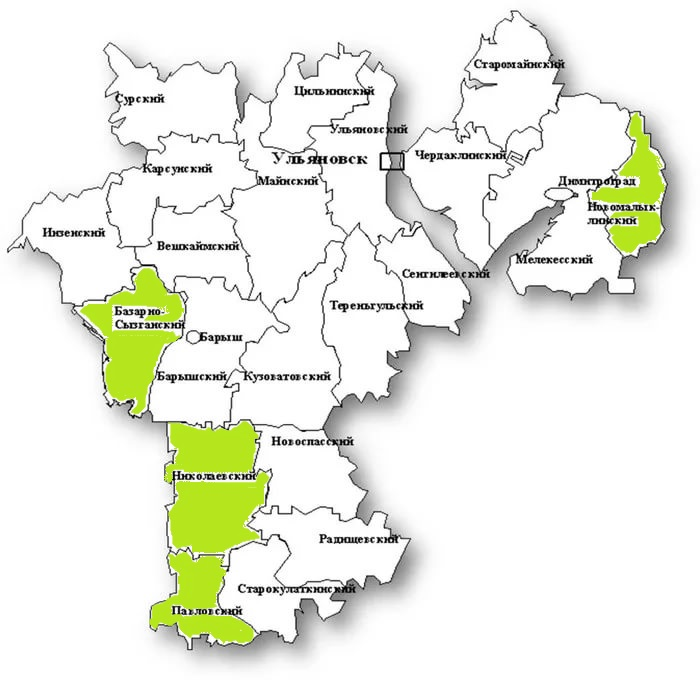 Старомайнский
Сурский
Цильнинский
Ульяновский
Ульяновск
Чердаклинский
Карсунский
Майнский
Димитровград
Новомалык-
линский
Инзенский
Вешкаймский
Мелекесский
Сенгилеевский
Тереньгульский
Базарно-
Сызганский
Барыш
Барышский
Кузоватовский
Новоспасский
Николаевский
Радищевский
Старокулаткинский
Павловский